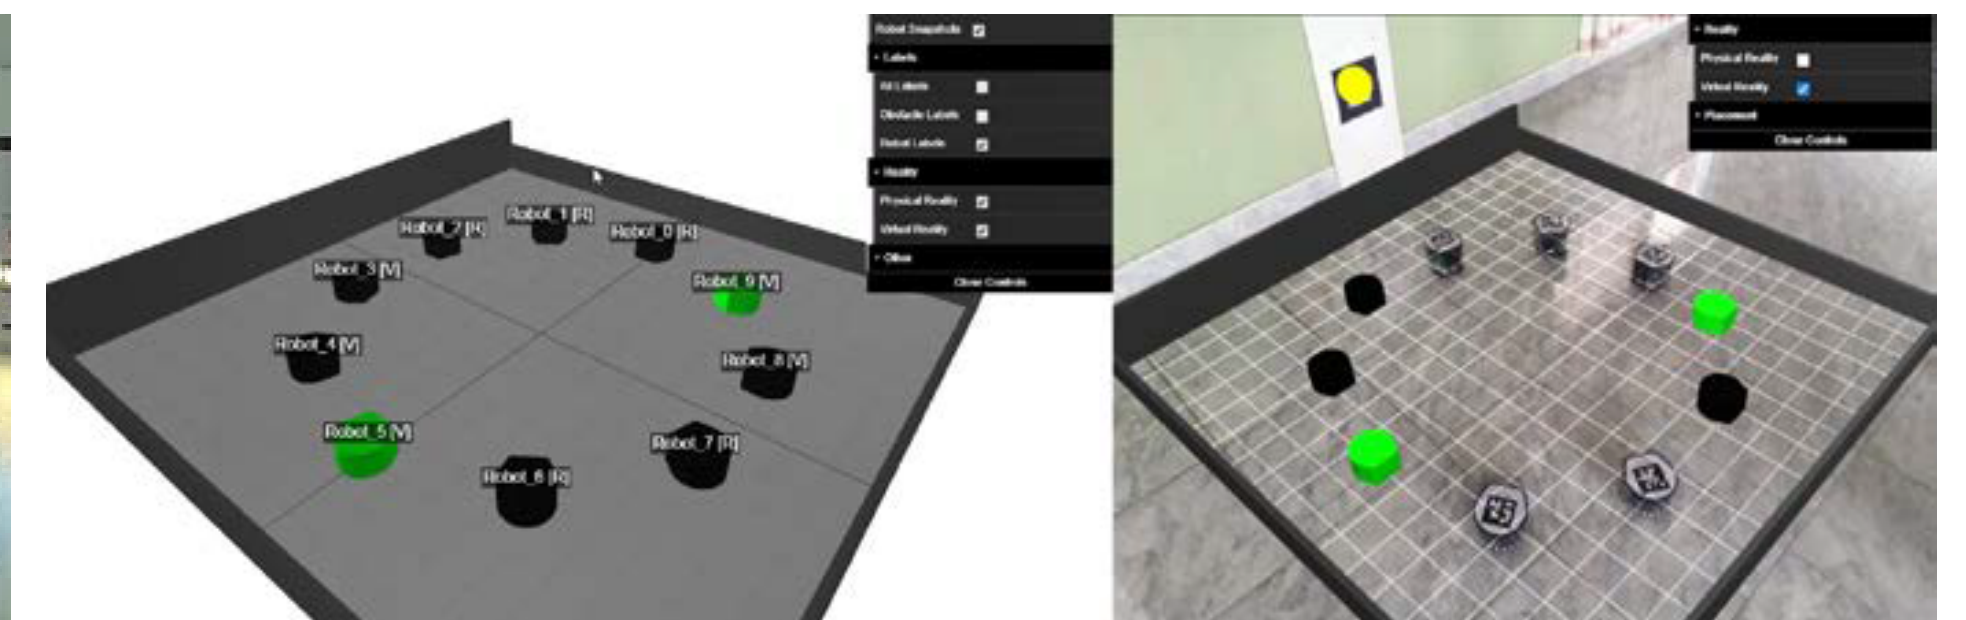 Robot Snapshots
Labels
All Labels
Obstacle Labels
Robot Labels
Reality
Physical Reality
Virtual Reality
Other
Close Controls
Robot_2 [R]
Robot_1 [R]
Robot_0 [R]
Robot_3 [V]
Robot_9 [V]
Robot_4 [V]
Robot_8 [V]
Robot_5 [V]
Robot_7 [R]
Robot_6 [R]
Reality
Physical Reality
Virtual Reality
Placement
Close Controls